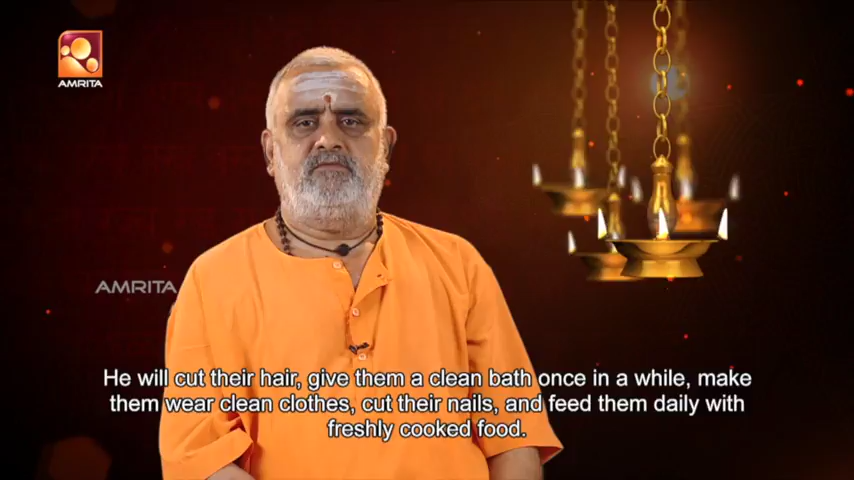 AMRITA
AMRITA
He will cut their hair, give them a clean bath once in a while, make
them wear clean clothes, cut their nails, and feed them daily with
freshly cooked food.